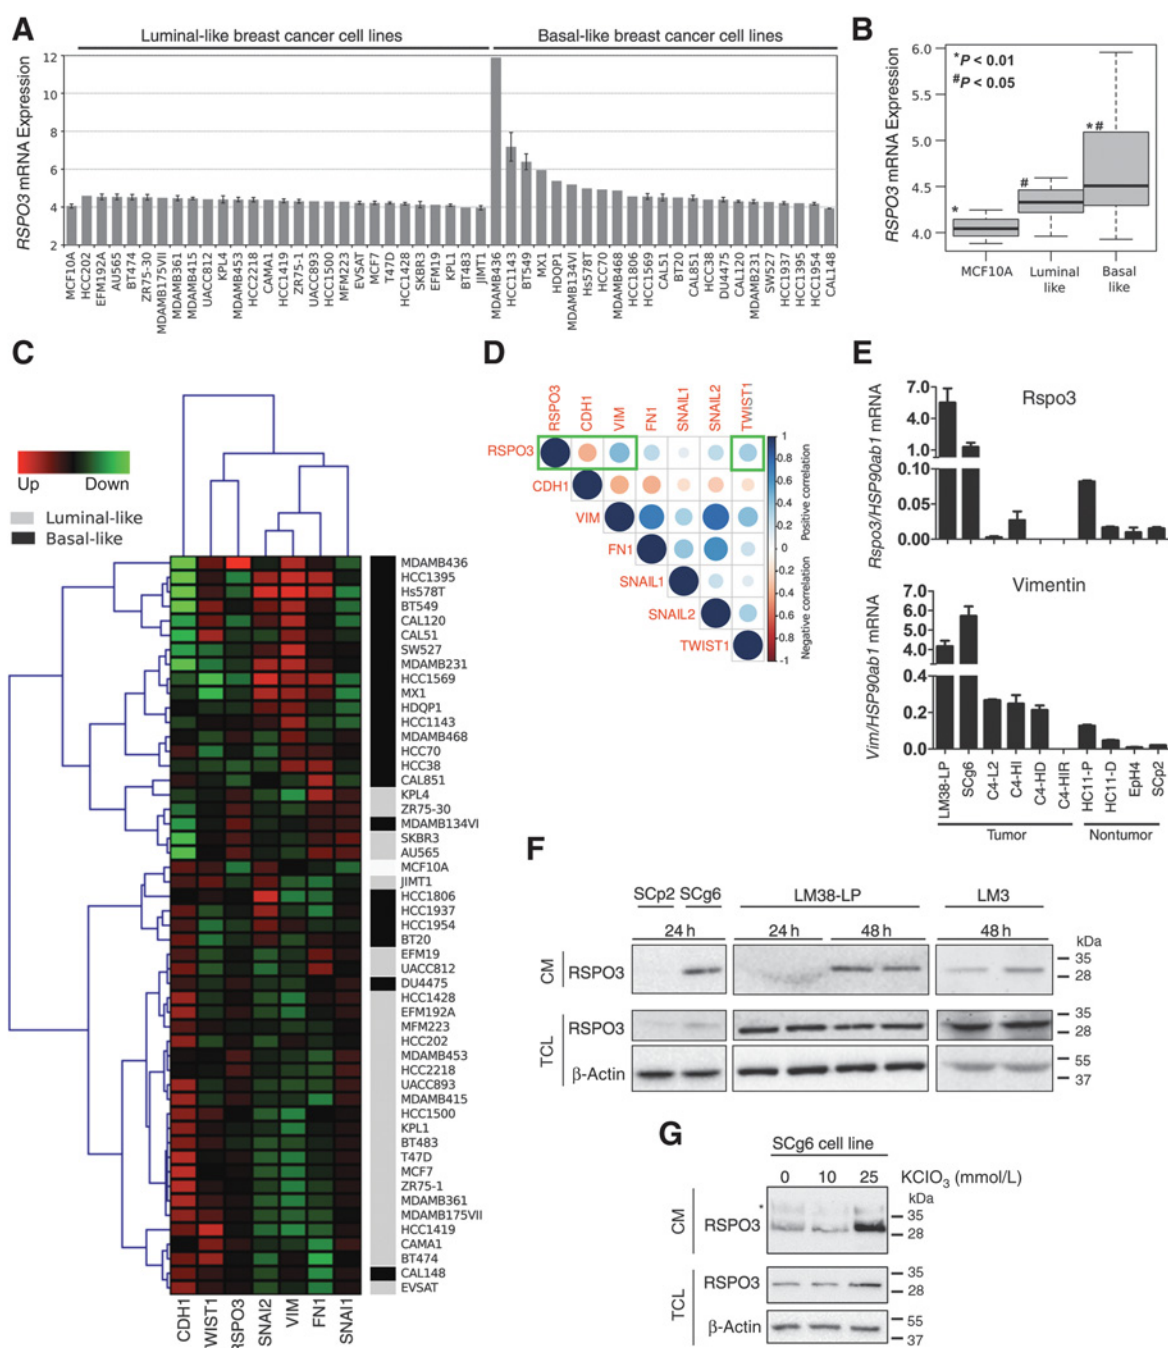 A
Luminal-like breast cancer cell lines
Basal-like breast cancer cell lines
RSPO3 mRNA Expression
12
10
8
6
4
2
MCF10A
HCC202
EFM192A
AU565
BT474
ZR75-30
MDAMB175VII
MDAMB361
MDAMB415
UACC812
KPL4
MDAMB453
HCC2218
CAMA1
HCC1419
ZR75-1
UACC893
HCC1500
MFM223
EVSAT
MCF7
T47D
HCC1428
SKBR3
EFM19
KPL1
BT483
JIMT1
MDAMB436
HCC1143
BT549
MX1
HDQP1
MDAMB134VI
Hs578T
HCC70
MDAMB468
HCC1806
HCC1569
CAL51
BT20
CAL851
HCC38
DU4475
CAL120
MDAMB231
SW527
HCC1937
HCC1395
HCC1954
CAL148
B
RSPO3 mRNA Expression
6.0
5.5
5.0
4.5
4.0
*P < 0.01
#P < 0.05
*
#
*#
MCF10A
Luminal like
Basal like
C
Up Down
Luminal-like
Basal-like
MDAMB436
HCC1395
Hs578T
BT549
CAL120
CAL51
SW527
MDAMB231
HCC1569
MX1
HDQP1
HCC1143
MDAMB468
HCC70
HCC38
CAL851
KPL4
ZR75-30
MDAMB134VI
SKBR3
AU565
MCF10A
JIMT1
HCC1806
HCC1937
HCC1954
BT20
EFM19
UACC812
DU4475
HCC1428
EFM192A
MFM223
HCC202
MDAMB453
HCC2218
UACC893
MDAMB415
HCC1500
KPL1
BT483
T47D
MCF7
ZR75-1
MDAMB361
MDAMB175VII
HCC1419
CAMA1
BT474
CAL148
EVSAT
CDH1
WIST1
RSPO3
SNAI2
VIM
FN1
SNAI1
D
RSPO3
CDH1
VIM
FN1
SNAIL1
SNAIL2
TWIST1
RSPO3
CDH1
VIM
FN1
SNAIL1
SNAIL2
TWIST1
1
0.8
0.6
0.4
0.2
0
-0.2
-0.4
-0.6
-0.8
-1
Positive correlation
Negative correlation
E
Rspo3
Rspo3/HSP90ab1 mRNA
7.0
4.0
1.0
0.10
0.05
0.00
Vimentin
Vim/HSP90ab1 mRNA
7.0
6.0
5.0
4.0
0.4
0.2
0.0
LM38-LP
SCg6
C4-L2
C4-HI
C4-HD
C4-HIR
HC11-P
HC11-D
EpH4
SCp2
Tumor
Nontumor
F
SCp2 SCg6 LM38-LP LM3
24 h 24 h 48 h 48 h
kDa
CM RSPO3 35
28
TCL RSPO3 35
28
β-Actin 55
37
G
SCg6 cell line
0 10 25 KClO3 (mmol/L)
kDa
*
CM RSPO3 35
28
TCL RSPO3 35
28
β-Actin 55
37